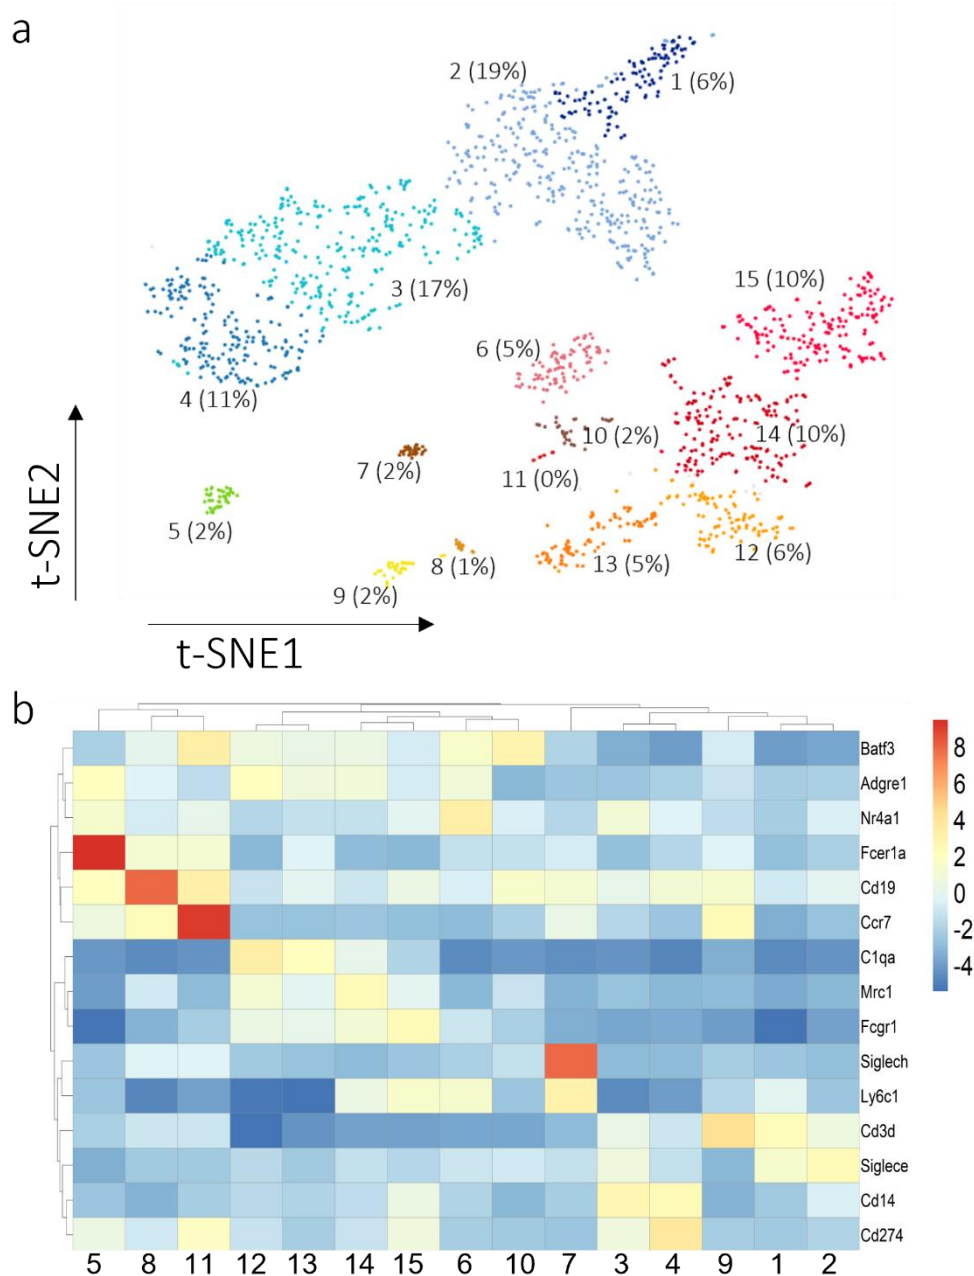 a
2 (19%)
1 (6%)
15 (10%)
3 (17%)
6 (5%)
4 (11%)
10 (2%)
14 (10%)
7 (2%)
11 (0%)
5 (2%)
8 (1%)
13 (5%)
12 (6%)
9 (2%)
t-SNE2
t-SNE1
b
Batf3
Adgre1
Nr4a1
Fcer1a
Cd19
Ccr7
C1qa
Mrc1
Fcgr1
Siglech
Ly6c1
Cd3d
Siglece
Cd14
Cd274
8
6
4
2
0
-2
-4
5 8 11 12 13 14 15 6 10 7 3 4 9 1 2